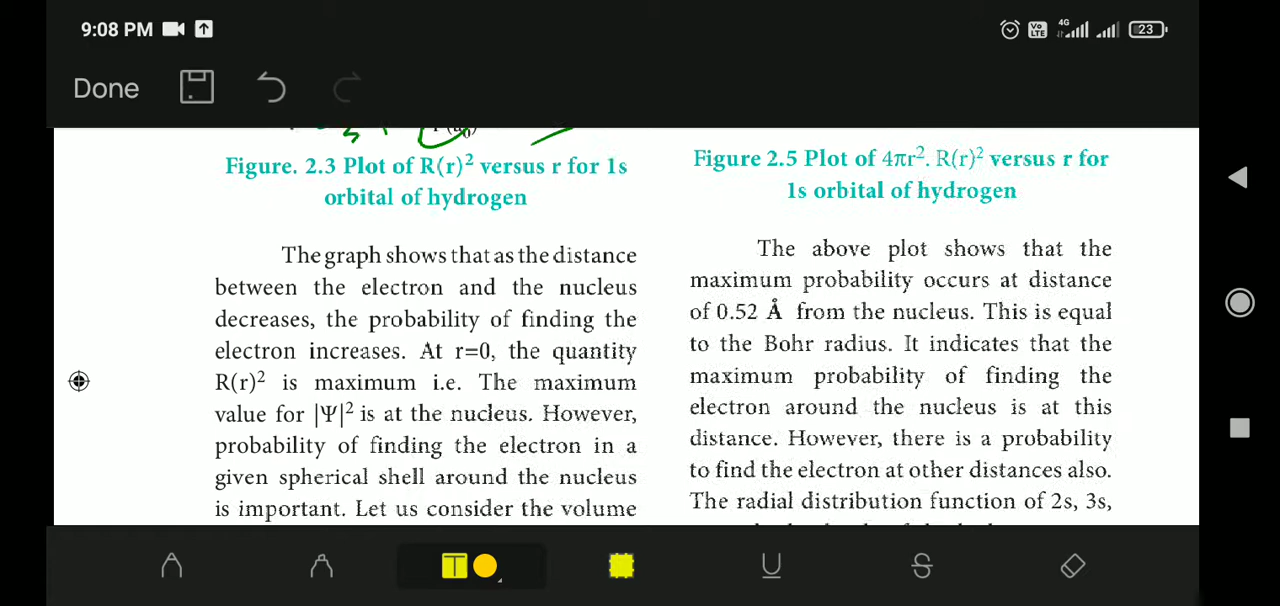 9:08 PM
4G
Vo LTE
23
Done
Figure. 2.3 Plot of R(r)² versus r for 1s
orbital of hydrogen
The graph shows that as the distance
between the electron and the nucleus
decreases, the probability of finding the
electron increases. At r=0, the quantity
R(r)² is maximum i.e. The maximum
value for |Ψ|² is at the nucleus. However,
probability of finding the electron in a
given spherical shell around the nucleus
is important. Let us consider the volume
Figure 2.5 Plot of 4πr². R(r)² versus r for
1s orbital of hydrogen
The above plot shows that the
maximum probability occurs at distance
of 0.52 Å from the nucleus. This is equal
to the Bohr radius. It indicates that the
maximum probability of finding the
electron around the nucleus is at this
distance. However, there is a probability
to find the electron at other distances also.
The radial distribution function of 2s, 3s,
T
U
S